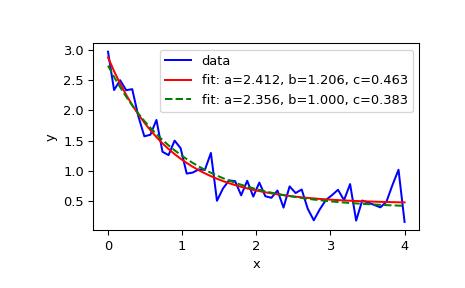 3.0
data
fit: a=2.412, b=1.206, c=0.463
2.5
fit: a=2.356, b=1.000, c=0.383
2.0
y
1.5
1.0
0.5
0 1 2 3 4
x